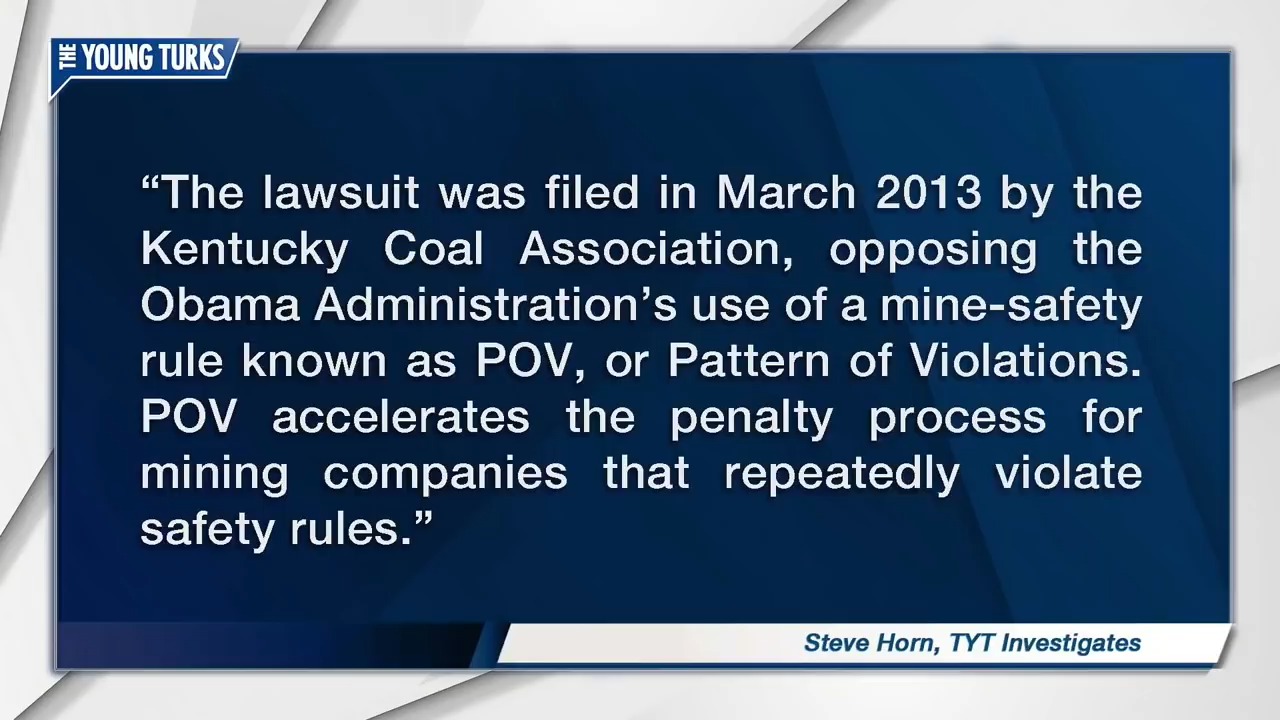 THE YOUNG TURKS
“The lawsuit was filed in March 2013 by the
Kentucky Coal Association, opposing the
Obama Administration’s use of a mine-safety
rule known as POV, or Pattern of Violations.
POV accelerates the penalty process for
mining companies that repeatedly violate
safety rules.”
Steve Horn, TYT Investigates